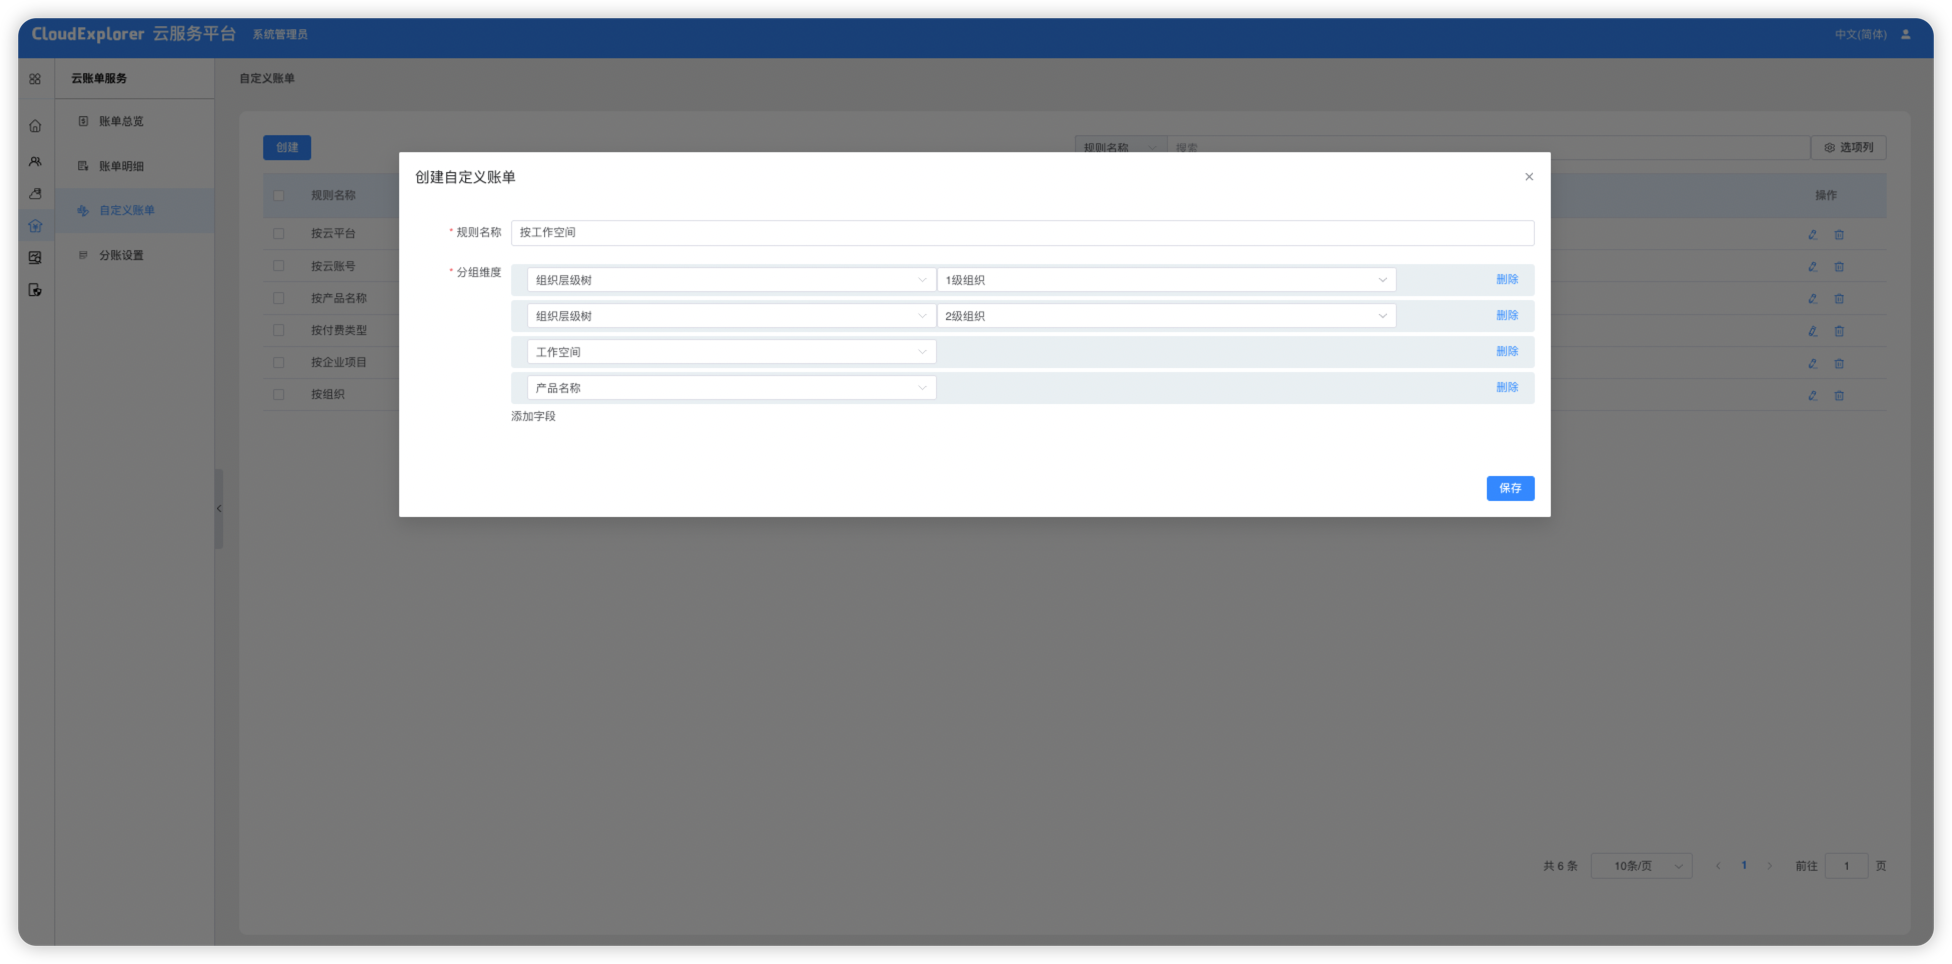 CloudExplorer 云服务平台 系统管理员
中文(简体)
云账单服务
自定义账单
账单总览
账单明细
自定义账单
分账设置
创建
规则名称
搜索
选项列
规则名称
操作
按云平台
按云账号
按产品名称
按付费类型
按企业项目
按组织
创建自定义账单
* 规则名称
按工作空间
* 分组维度
组织层级树
1级组织
删除
组织层级树
2级组织
删除
工作空间
删除
产品名称
删除
添加字段
保存
共 6 条
10条/页
1
前往
1
页